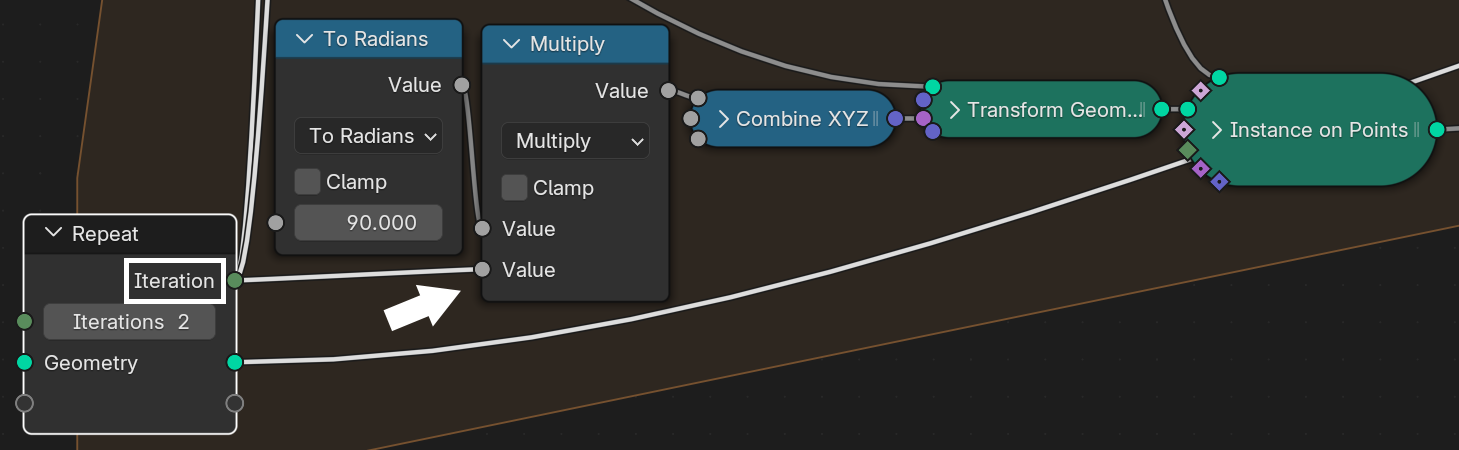 To Radians
Value
To Radians
Clamp
90.000
Multiply
Value
Multiply
Clamp
Value
Value
Combine XYZ
Transform Geom...
Instance on Points
Repeat
Iteration
Iterations 2
Geometry